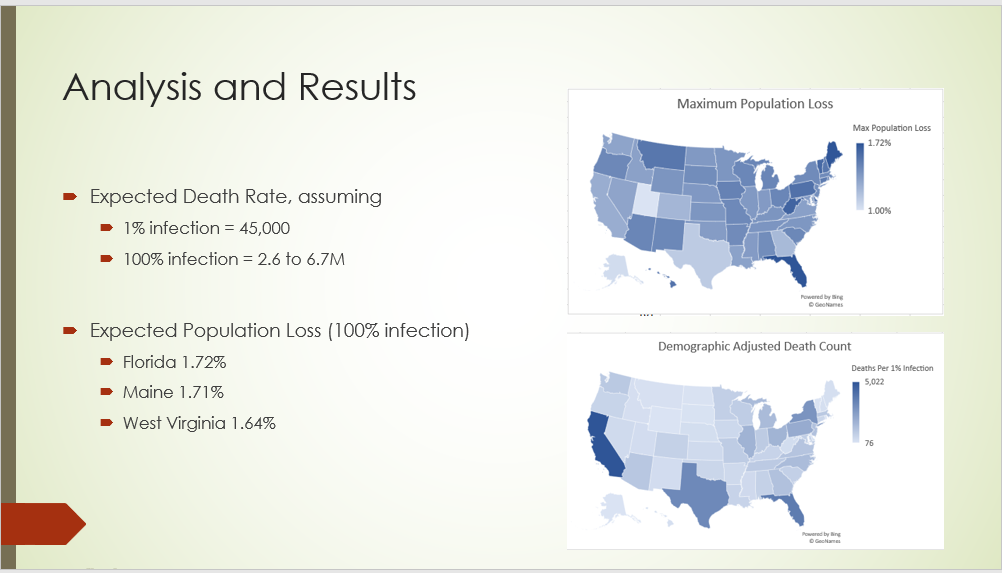 Analysis and Results
Expected Death Rate, assuming
1% infection = 45,000
100% infection = 2.6 to 6.7M
Expected Population Loss (100% infection)
Florida 1.72%
Maine 1.71%
West Virginia 1.64%
Maximum Population Loss
Max Population Loss
1.72%
1.00%
Powered by Bing
© GeoNames
Demographic Adjusted Death Count
Deaths Per 1% Infection
5,022
76
Powered by Bing
© GeoNames